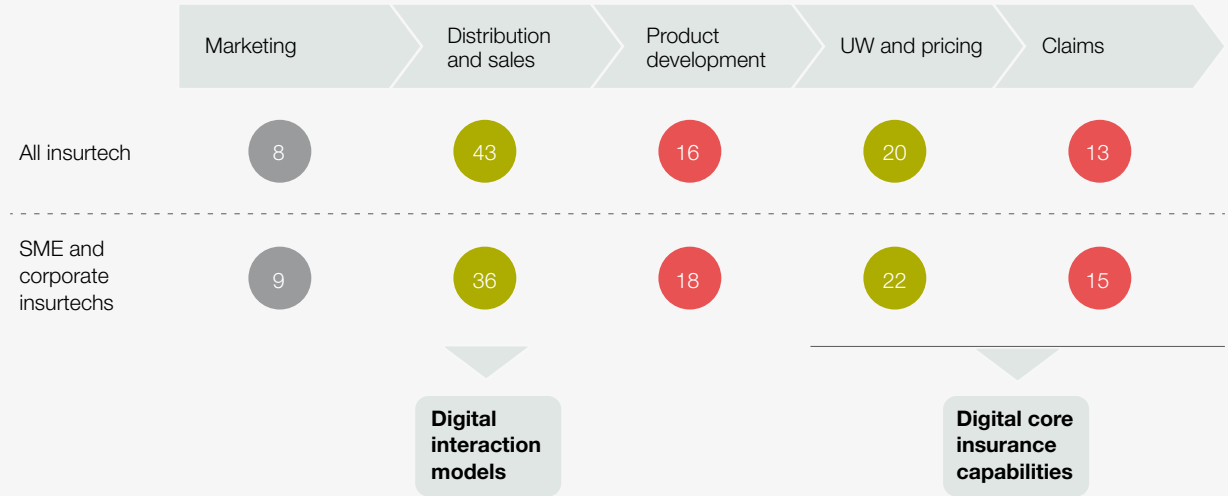 Marketing
Distribution
and sales
Product
development
UW and pricing
Claims
All insurtech
8
43
16
20
13
SME and
corporate
insurtechs
9
36
18
22
15
Digital
interaction
models
Digital core
insurance
capabilities